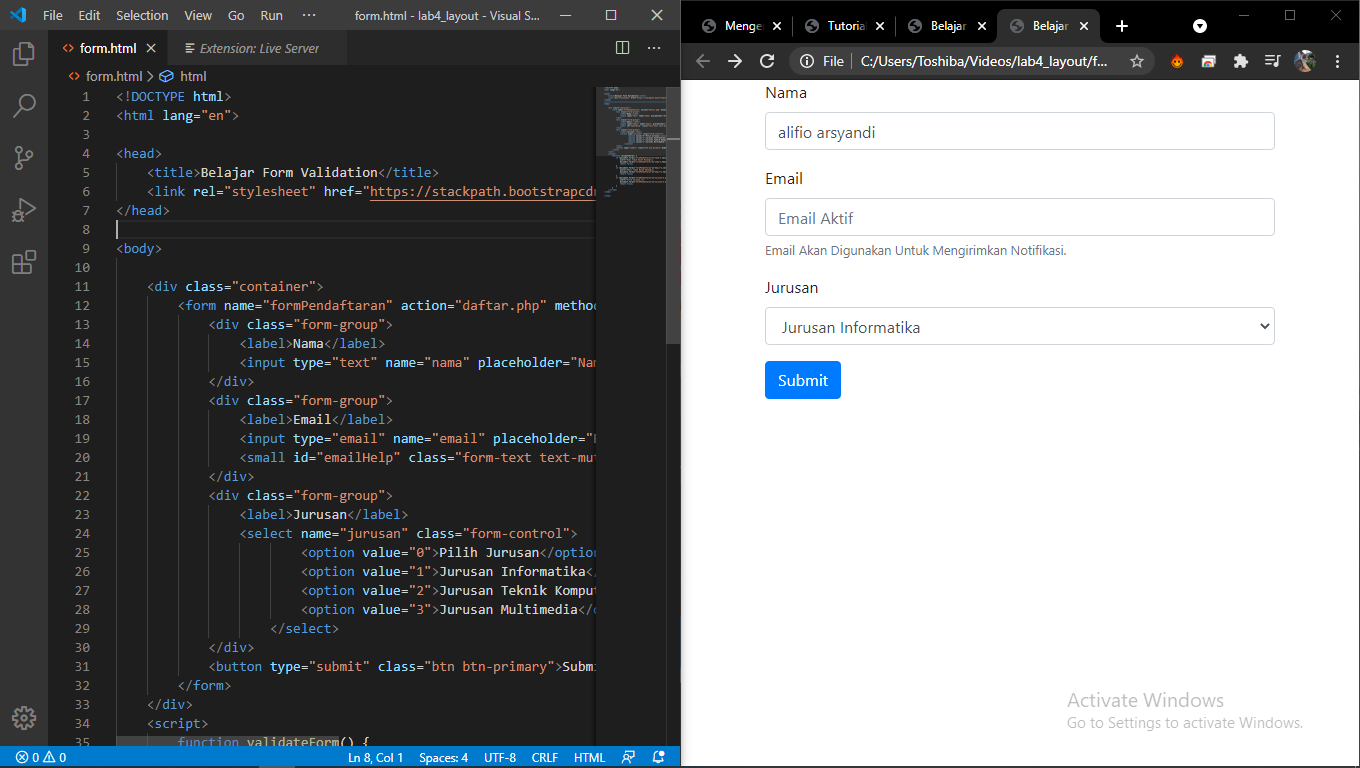 File Edit Selection View Go Run ··· form.html - lab4_layout - Visual S...
form.html
Extension: Live Server
form.html > html
1 <!DOCTYPE html>
2 <html lang="en">
3
4 <head>
5 <title>Belajar Form Validation</title>
6 <link rel="stylesheet" href="https://stackpath.bootstrapcdn
7 </head>
8
9 <body>
10
11 <div class="container">
12 <form name="formPendaftaran" action="daftar.php" method
13 <div class="form-group">
14 <label>Nama</label>
15 <input type="text" name="nama" placeholder="Nam
16 </div>
17 <div class="form-group">
18 <label>Email</label>
19 <input type="email" name="email" placeholder="
20 <small id="emailHelp" class="form-text text-mut
21 </div>
22 <div class="form-group">
23 <label>Jurusan</label>
24 <select name="jurusan" class="form-control">
25 <option value="0">Pilih Jurusan</option
26 <option value="1">Jurusan Informatika</
27 <option value="2">Jurusan Teknik Komput
28 <option value="3">Jurusan Multimedia</o
29 </select>
30 </div>
31 <button type="submit" class="btn btn-primary">Submi
32 </form>
33 </div>
34 <script>
35 function validateForm() {
0 0 Ln 8, Col 1 Spaces: 4 UTF-8 CRLF HTML
Menge
Tutorial
Belajar
Belajar
File | C:/Users/Toshiba/Videos/lab4_layout/f...
Nama
alifio arsyandi
Email
Email Aktif
Email Akan Digunakan Untuk Mengirimkan Notifikasi.
Jurusan
Jurusan Informatika
Submit
Activate Windows
Go to Settings to activate Windows.